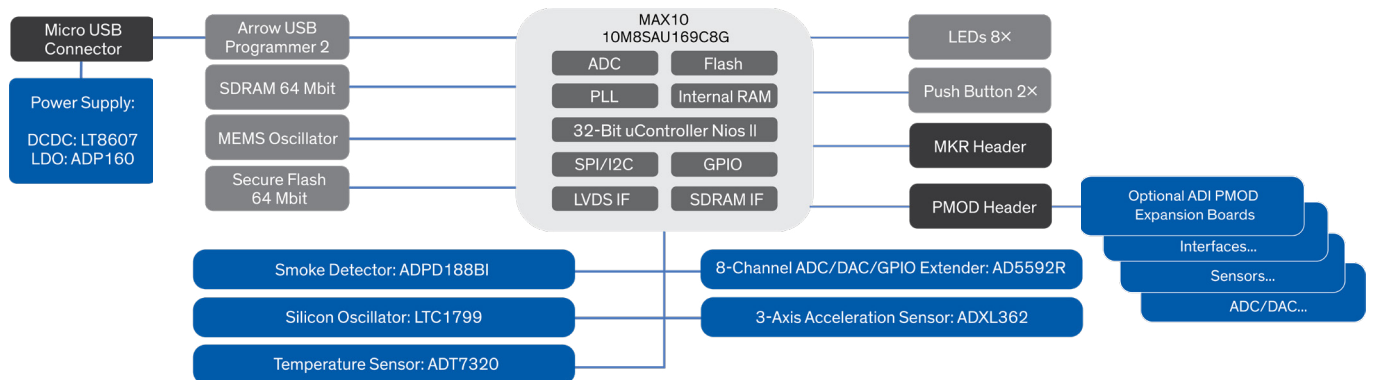 Micro USB
Connector
Power Supply:
DCDC: LT8607
LDO: ADP160
Arrow USB
Programmer 2
SDRAM 64 Mbit
MEMS Oscillator
Secure Flash
64 Mbit
MAX10
10M8SAU169C8G
ADC
Flash
PLL
Internal RAM
32-Bit uController Nios II
SPI/I2C
GPIO
LVDS IF
SDRAM IF
LEDs 8×
Push Button 2×
MKR Header
PMOD Header
Optional ADI PMOD
Expansion Boards
Interfaces...
Sensors...
ADC/DAC...
Smoke Detector: ADPD188BI
8-Channel ADC/DAC/GPIO Extender: AD5592R
Silicon Oscillator: LTC1799
3-Axis Acceleration Sensor: ADXL362
Temperature Sensor: ADT7320